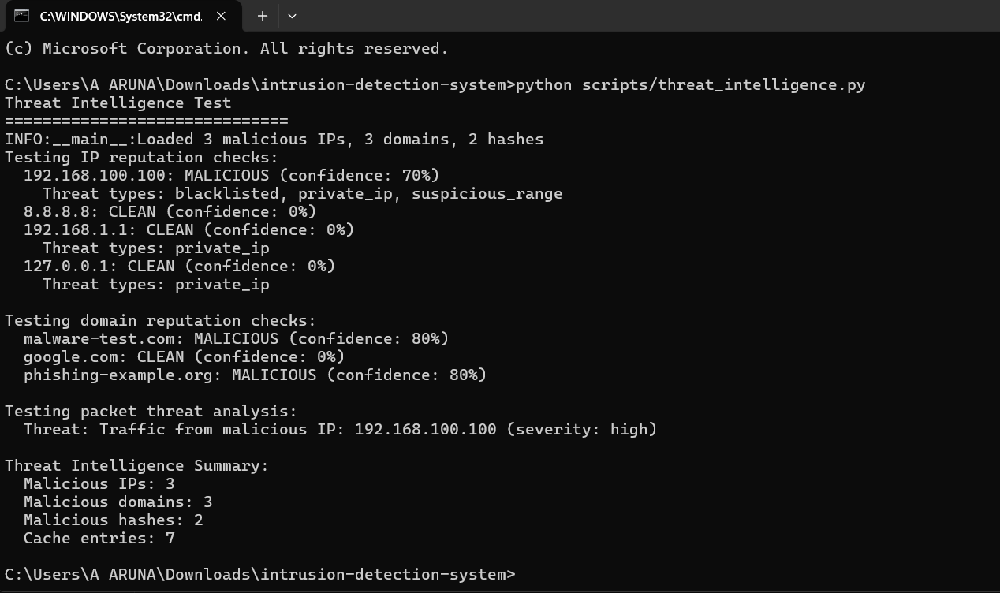 C:\WINDOWS\System32\cmd.
(c) Microsoft Corporation. All rights reserved.
C:\Users\A ARUNA\Downloads\intrusion-detection-system>python scripts/threat_intelligence.py
Threat Intelligence Test
==============================
INFO:__main__:Loaded 3 malicious IPs, 3 domains, 2 hashes
Testing IP reputation checks:
  192.168.100.100: MALICIOUS (confidence: 70%)
    Threat types: blacklisted, private_ip, suspicious_range
  8.8.8.8: CLEAN (confidence: 0%)
  192.168.1.1: CLEAN (confidence: 0%)
    Threat types: private_ip
  127.0.0.1: CLEAN (confidence: 0%)
    Threat types: private_ip
Testing domain reputation checks:
  malware-test.com: MALICIOUS (confidence: 80%)
  google.com: CLEAN (confidence: 0%)
  phishing-example.org: MALICIOUS (confidence: 80%)
Testing packet threat analysis:
  Threat: Traffic from malicious IP: 192.168.100.100 (severity: high)
Threat Intelligence Summary:
  Malicious IPs: 3
  Malicious domains: 3
  Malicious hashes: 2
  Cache entries: 7
C:\Users\A ARUNA\Downloads\intrusion-detection-system>